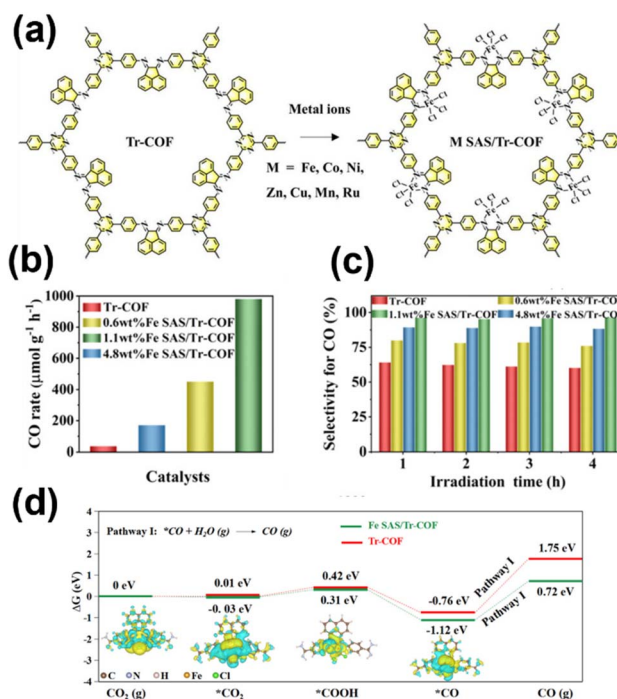 (a)
Tr-COF
Metal ions
M = Fe, Co, Ni,
Zn, Cu, Mn, Ru
M SAS/Tr-COF
(b)
CO rate (μmol g⁻¹ h⁻¹)
1000
800
600
400
200
0
Tr-COF
0.6wt%Fe SAS/Tr-COF
1.1wt%Fe SAS/Tr-COF
4.8wt%Fe SAS/Tr-COF
Catalysts
(c)
Selectivity for CO (%)
100
75
50
25
0
Tr-COF 0.6wt%Fe SAS/Tr-COF
1.1wt%Fe SAS/Tr-COF 4.8wt%Fe SAS/Tr-COF
1 2 3 4
Irradiation time (h)
(d)
ΔG (eV)
4
3
2
1
0
-1
-2
-3
-4
Pathway I: *CO + H₂O (g) → CO (g)
Fe SAS/Tr-COF
Tr-COF
0 eV
0.01 eV
-0. 03 eV
0.42 eV
0.31 eV
-0.76 eV
-1.12 eV
Pathway I
Pathway I
1.75 eV
0.72 eV
C N H Fe Cl
CO₂ (g) *CO₂ *COOH *CO CO (g)